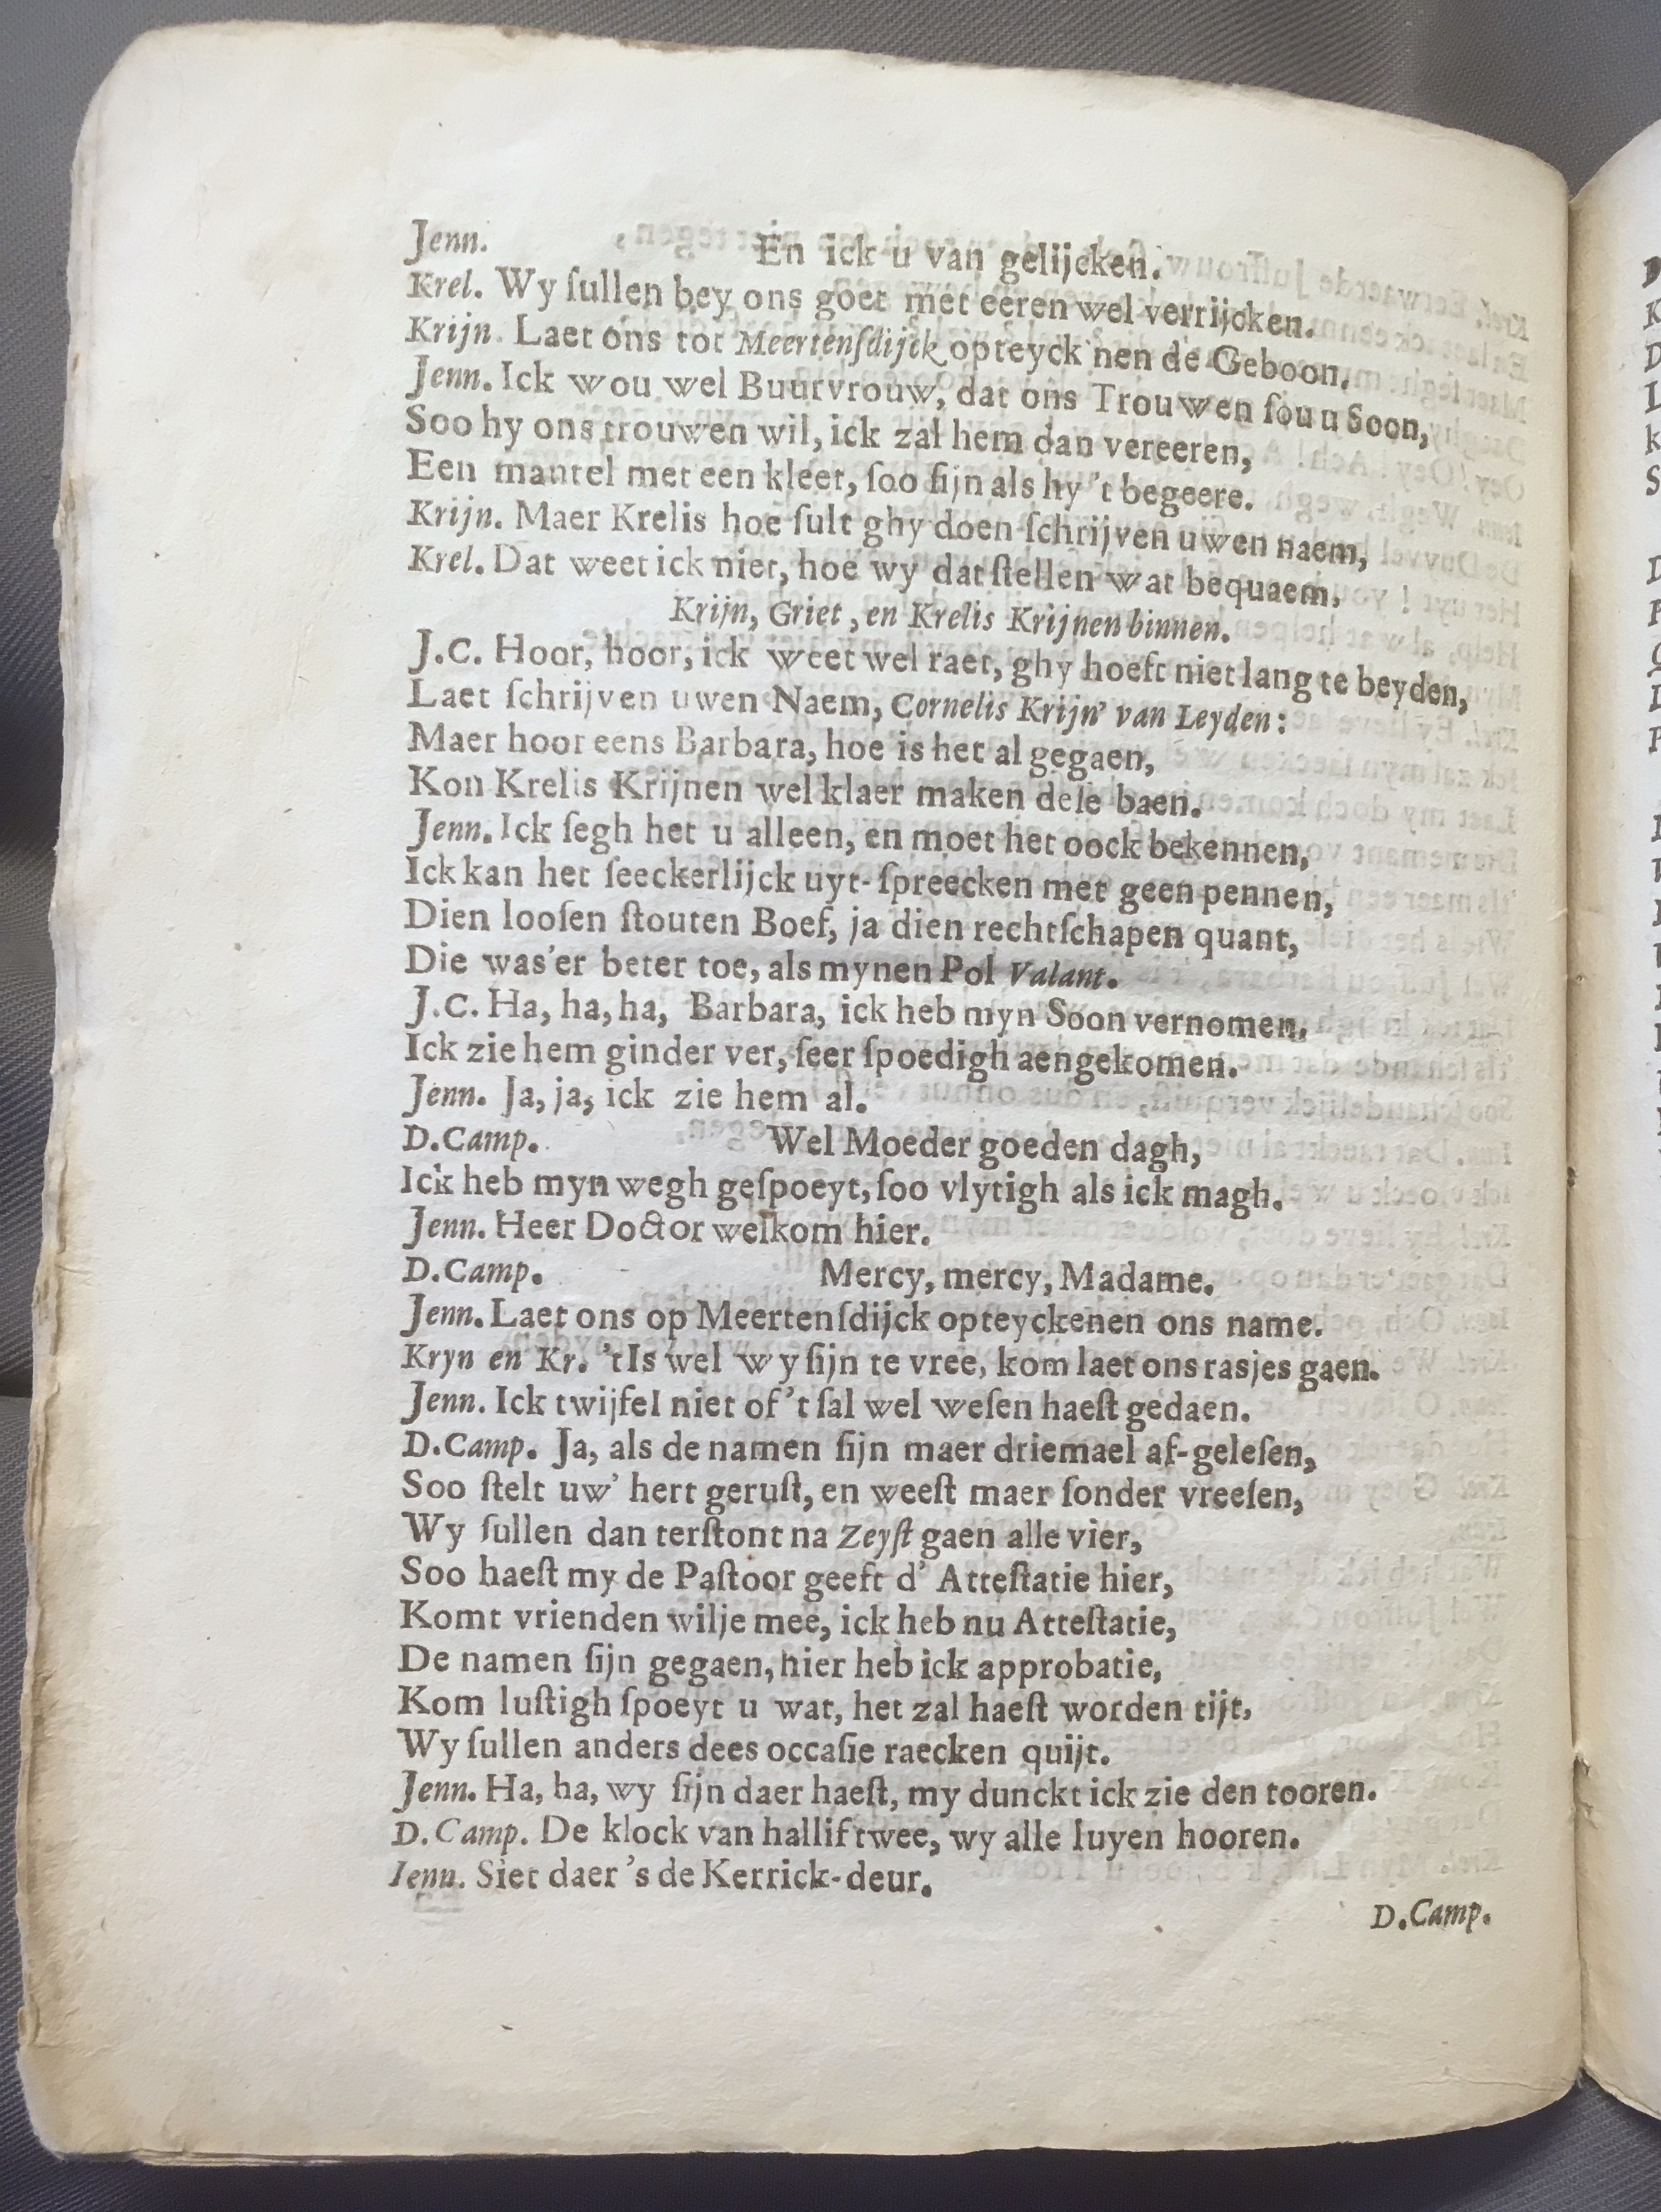 Jenn. En ick u van gelijcken.
Krel. Wy ſullen bey ons goet met eeren wel verrijcken.
Krijn. Laet ons tot Meertenſdijck opteyck'nen de Geboon,
Jenn. Ick wou wel Buurvrouw, dat ons Trouwen ſou u Soon,
Soo hy ons trouwen wil, ick zal hem dan vereeren,
Een mantel met een kleet, ſoo fijn als hy 't begeere.
Krijn. Maer Krelis hoe ſult ghy doen ſchrijven uwen naem,
Krel. Dat weet ick niet, hoe wy dat ſtellen wat bequaem,
Krijn, Griet, en Krelis Krijnen binnen.
J.C. Hoor, hoor, ick weet wel raet, ghy hoeft niet lang te beyden,
Laet ſchrijven uwen Naem, Cornelis Krijn' van Leyden:
Maer hoor eens Barbara, hoe is het al gegaen,
Kon Krelis Krijnen wel klaer maken deſe baen.
Jenn. Ick ſegh het u alleen, en moet het oock bekennen,
Ick kan het ſeeckerlijck uyt-ſpreecken met geen pennen,
Dien looſen ſtouten Boef, ja dien rechtſchapen quant,
Die was'er beter toe, als mynen Pol Valant.
J.C. Ha, ha, ha, Barbara, ick heb myn Soon vernomen,
Ick zie hem ginder ver, ſeer ſpoedigh aengekomen.
Jenn. Ja, ja, ick zie hem al.
D.Camp. Wel Moeder goeden dagh,
Ick heb myn wegh geſpoeyt, ſoo vlytigh als ick magh.
Jenn. Heer Doctor welkom hier.
D.Camp. Mercy, mercy, Madame.
Jenn. Laet ons op Meertenſdijck opteyckenen ons name.
Kryn en Kr. 't Is wel wy ſijn te vree, kom laet ons rasjes gaen.
Jenn. Ick twijfel niet of 't ſal wel weſen haeſt gedaen.
D.Camp. Ja, als de namen ſijn maer driemael af-geleſen,
Soo ſtelt uw' hert geruſt, en weeſt maer ſonder vreeſen,
Wy ſullen dan terſtont na Zeyſt gaen alle vier,
Soo haeſt my de Paſtoor geeft d' Atteſtatie hier,
Komt vrienden wilje mee, ick heb nu Atteſtatie,
De namen ſijn gegaen, hier heb ick approbatie,
Kom luſtigh ſpoeyt u wat, het zal haeſt worden tijt,
Wy ſullen anders dees occaſie raecken quijt.
Jenn. Ha, ha, wy ſijn daer haeſt, my dunckt ick zie den tooren.
D.Camp. De klock van hallif twee, wy alle luyen hooren.
Jenn. Siet daer 's de Kerrick-deur.
D.Camp.